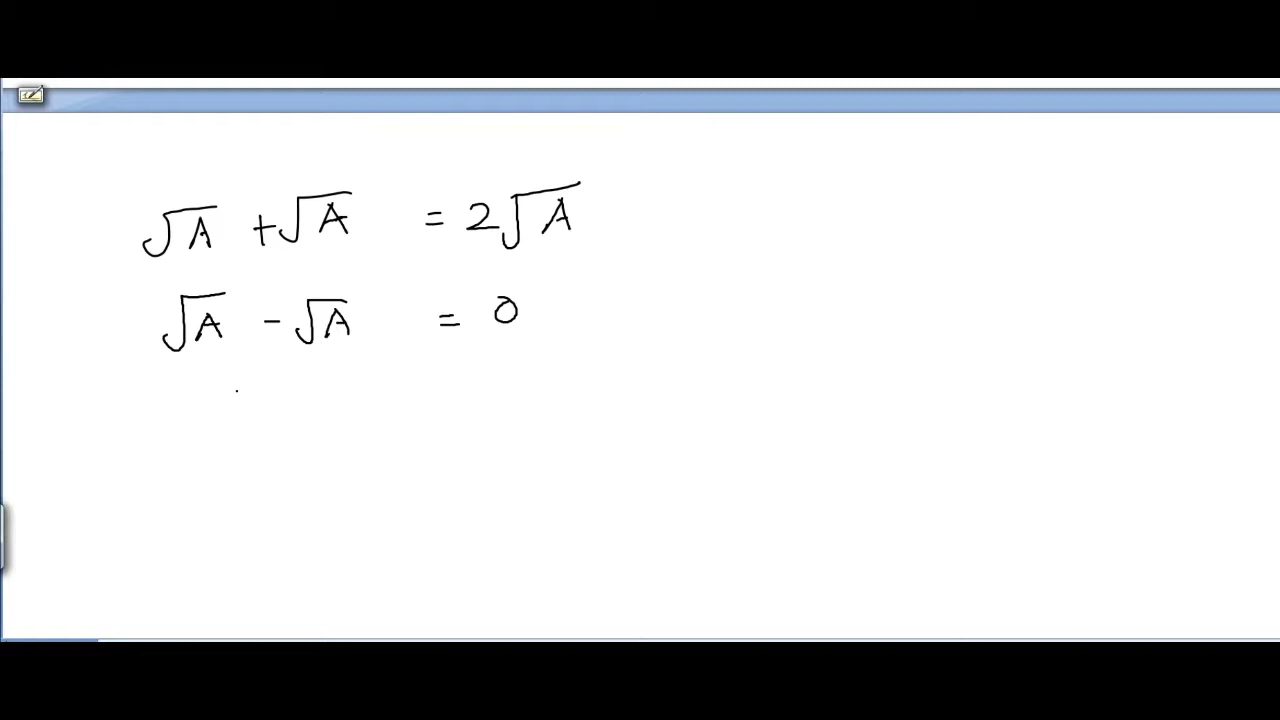 √A + √A = 2√A
√A - √A = 0